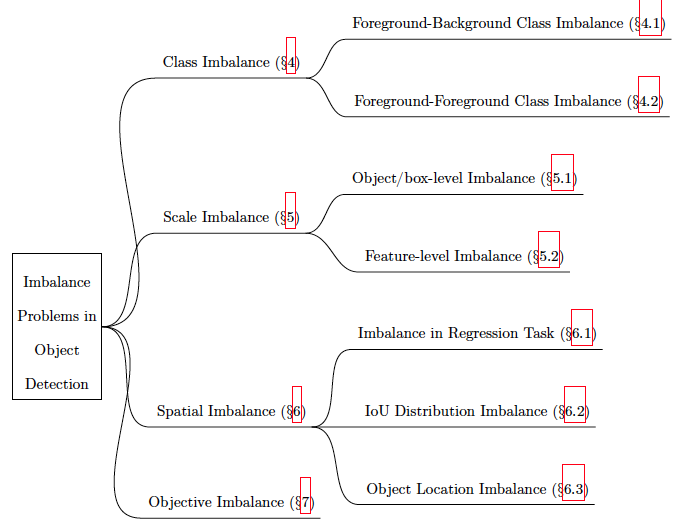 Foreground-Background Class Imbalance (§4.1)
Class Imbalance (§4)
Foreground-Foreground Class Imbalance (§4.2)
Object/box-level Imbalance (§5.1)
Scale Imbalance (§5)
Feature-level Imbalance (§5.2)
Imbalance
Problems in
Object
Detection
Imbalance in Regression Task (§6.1)
Spatial Imbalance (§6)
IoU Distribution Imbalance (§6.2)
Object Location Imbalance (§6.3)
Objective Imbalance (§7)